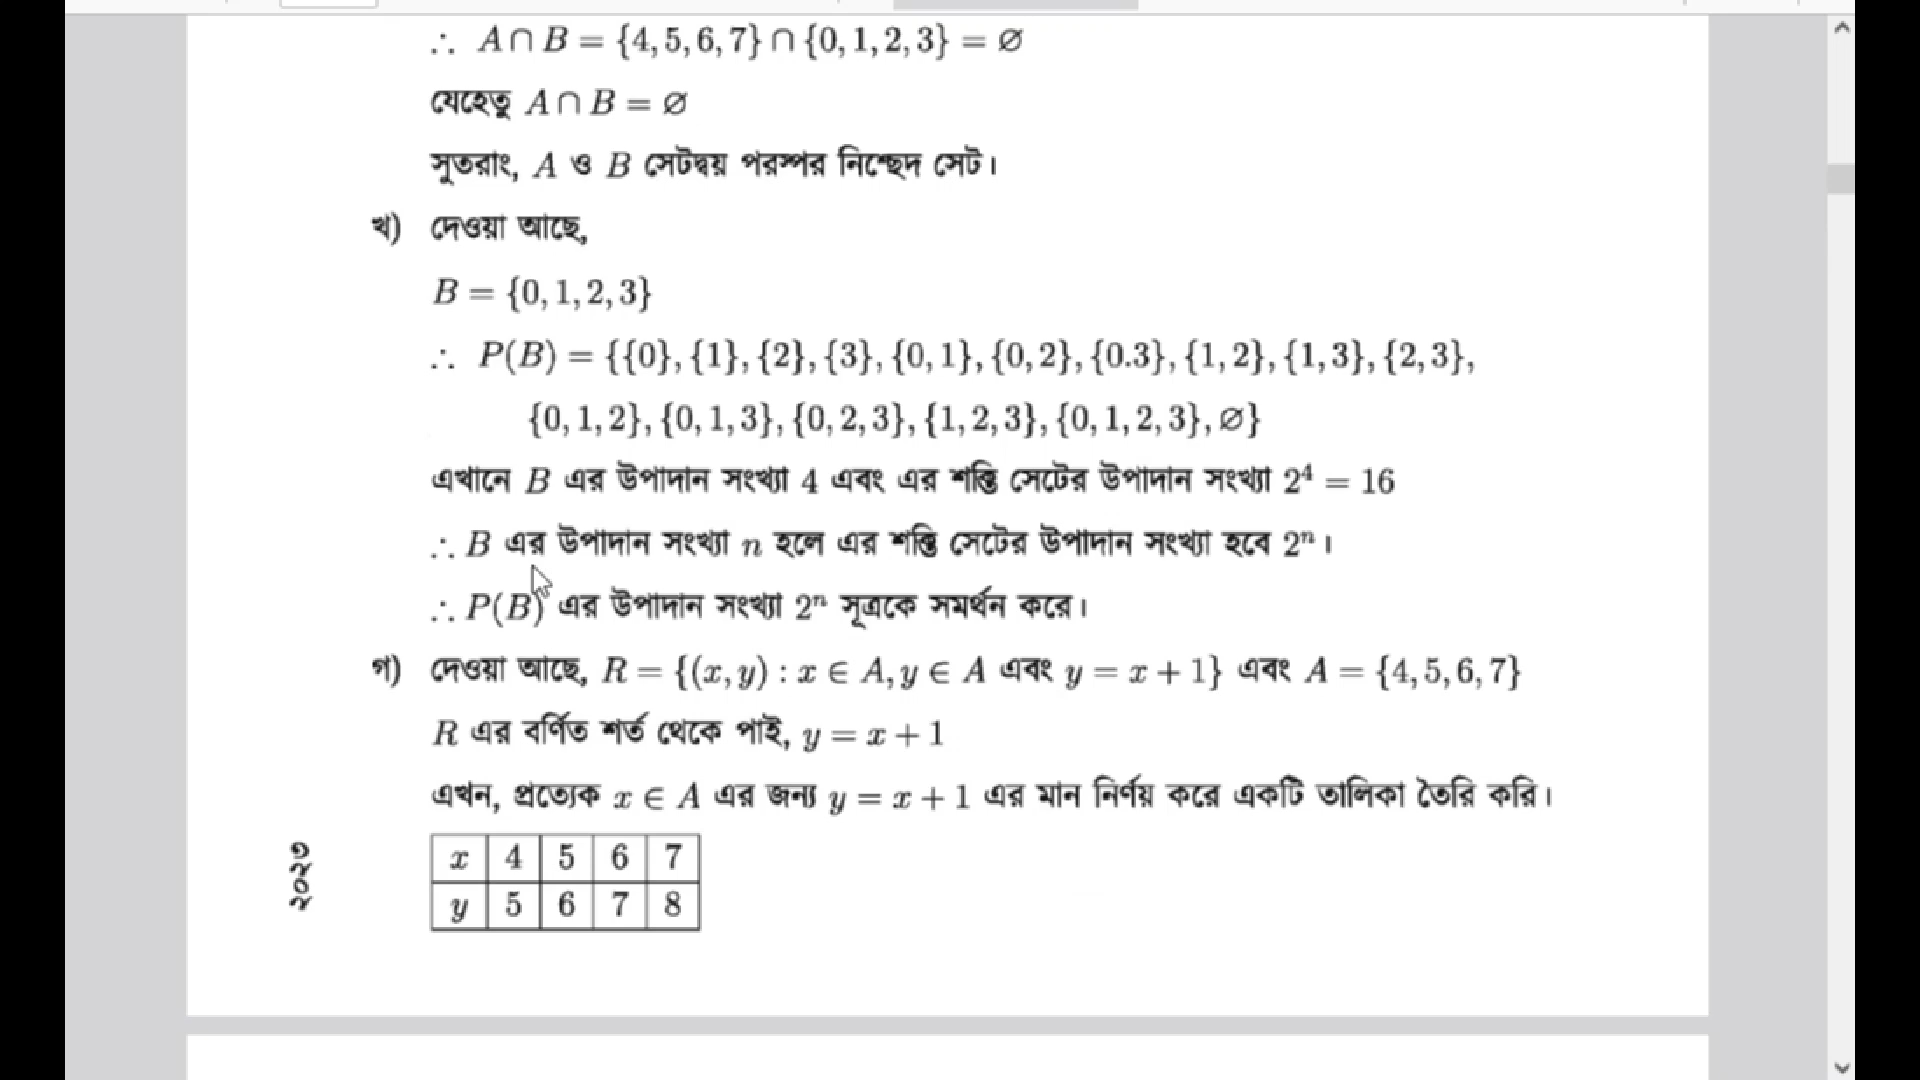 ∴ A ∩ B = {4, 5, 6, 7} ∩ {0, 1, 2, 3} = ∅
যেহেতু A ∩ B = ∅
সুতরাং, A ও B সেটদ্বয় পরস্পর নিশ্ছেদ সেট।
খ) দেওয়া আছে,
B = {0, 1, 2, 3}
∴ P(B) = {{0}, {1}, {2}, {3}, {0, 1}, {0, 2}, {0.3}, {1, 2}, {1, 3}, {2, 3},
{0, 1, 2}, {0, 1, 3}, {0, 2, 3}, {1, 2, 3}, {0, 1, 2, 3}, ∅}
এখানে B এর উপাদান সংখ্যা 4 এবং এর শক্তি সেটের উপাদান সংখ্যা 2⁴ = 16
∴ B এর উপাদান সংখ্যা n হলে এর শক্তি সেটের উপাদান সংখ্যা হবে 2ⁿ।
∴ P(B) এর উপাদান সংখ্যা 2ⁿ সূত্রকে সমর্থন করে।
গ) দেওয়া আছে, R = {(x, y) : x ∈ A, y ∈ A এবং y = x + 1} এবং A = {4, 5, 6, 7}
R এর বর্ণিত শর্ত থেকে পাই, y = x + 1
এখন, প্রত্যেক x ∈ A এর জন্য y = x + 1 এর মান নির্ণয় করে একটি তালিকা তৈরি করি।
x 4 5 6 7
y 5 6 7 8
২০২৩